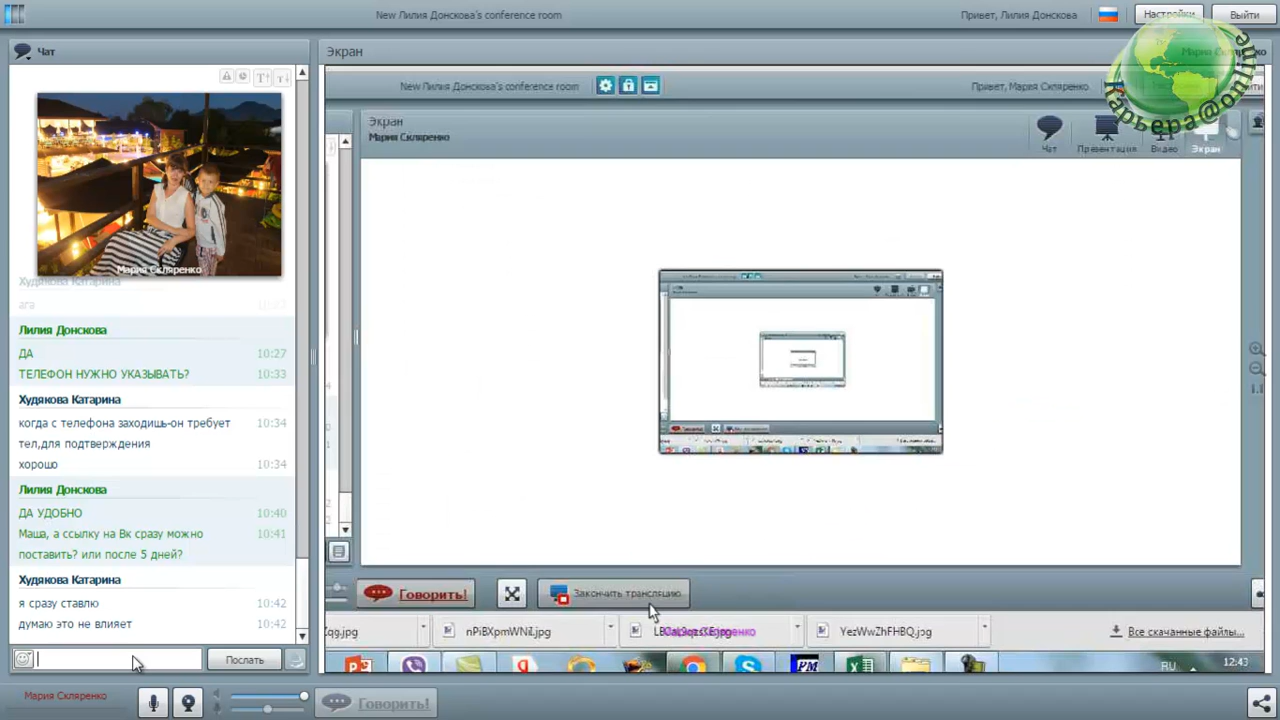 New Лилия Донскова's conference room
Привет, Лилия Донскова
Настройки
Выйти
Карьера@online
Чат
Мария Скляренко
Худякова Катарина
ага
Лилия Донскова
ДА 10:27
ТЕЛЕФОН НУЖНО УКАЗЫВАТЬ? 10:33
Худякова Катарина
когда с телефона заходишь-он требует 10:34
тел,для подтверждения
хорошо 10:34
Лилия Донскова
ДА УДОБНО 10:40
Маша, а ссылку на Вк сразу можно 10:41
поставить? или после 5 дней?
Худякова Катарина
я сразу ставлю 10:42
думаю это не влияет 10:42
Послать
Мария Скляренко
Говорить!
Экран
New Лилия Донскова's conference room
Привет, Мария Скляренко
Экран
Мария Скляренко
Чат
Презентация
Видео
Экран
1:1
Говорить!
Закончить трансляцию
nPiBXpmWNiI.jpg
YezWwZhFHBQ.jpg
Все скачанные файлы...
RU
12:43